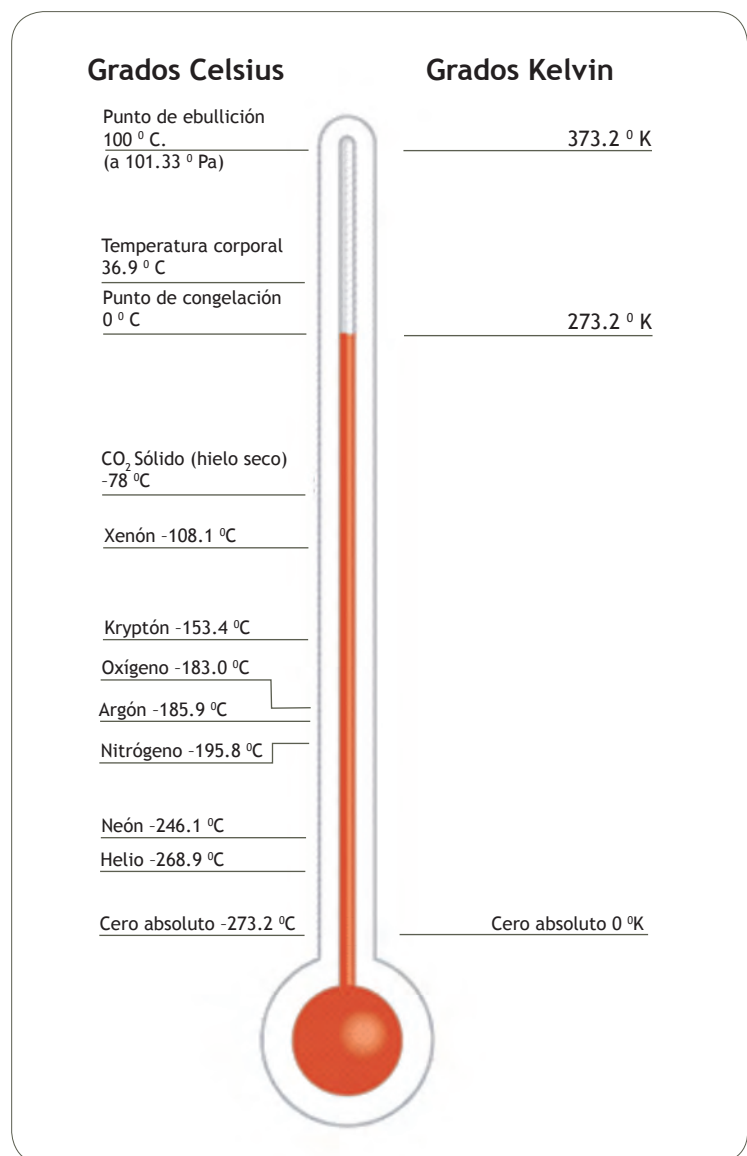 Grados Celsius
Grados Kelvin
Punto de ebullición
100 ⁰ C.
(a 101.33 ⁰ Pa)
373.2 ⁰ K
Temperatura corporal
36.9 ⁰ C
Punto de congelación
0 ⁰ C
273.2 ⁰ K
CO₂ Sólido (hielo seco)
-78 ⁰C
Xenón -108.1 ⁰C
Kryptón -153.4 ⁰C
Oxígeno -183.0 ⁰C
Argón -185.9 ⁰C
Nitrógeno -195.8 ⁰C
Neón -246.1 ⁰C
Helio -268.9 ⁰C
Cero absoluto -273.2 ⁰C
Cero absoluto 0 ⁰K